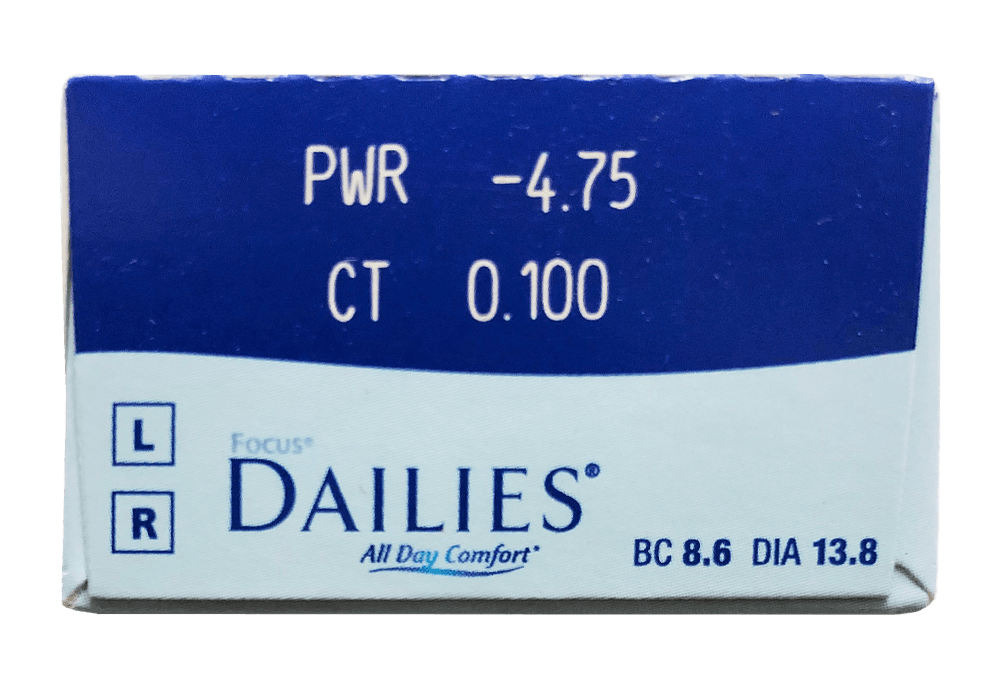 PWR -4.75
CT 0.100
L
R
Focus®
DAILIES®
All Day Comfort*
BC 8.6 DIA 13.8